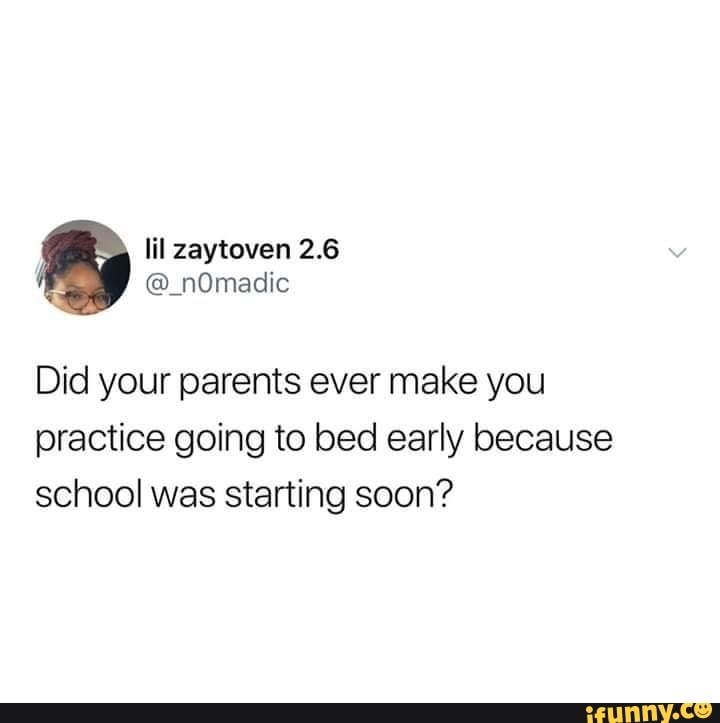 lil zaytoven 2.6
@_n0madic
Did your parents ever make you
practice going to bed early because
school was starting soon?
ifunny.co